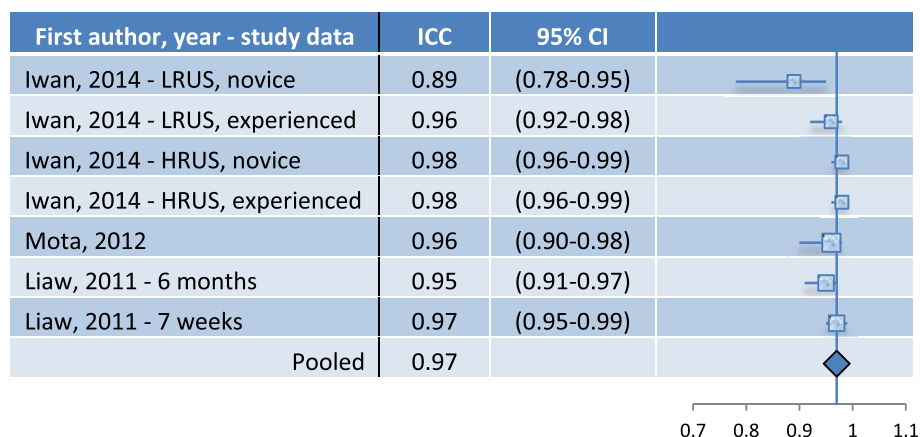 First author, year - study data ICC 95% CI
Iwan, 2014 - LRUS, novice 0.89 (0.78-0.95)
Iwan, 2014 - LRUS, experienced 0.96 (0.92-0.98)
Iwan, 2014 - HRUS, novice 0.98 (0.96-0.99)
Iwan, 2014 - HRUS, experienced 0.98 (0.96-0.99)
Mota, 2012 0.96 (0.90-0.98)
Liaw, 2011 - 6 months 0.95 (0.91-0.97)
Liaw, 2011 - 7 weeks 0.97 (0.95-0.99)
Pooled 0.97
0.7 0.8 0.9 1 1.1